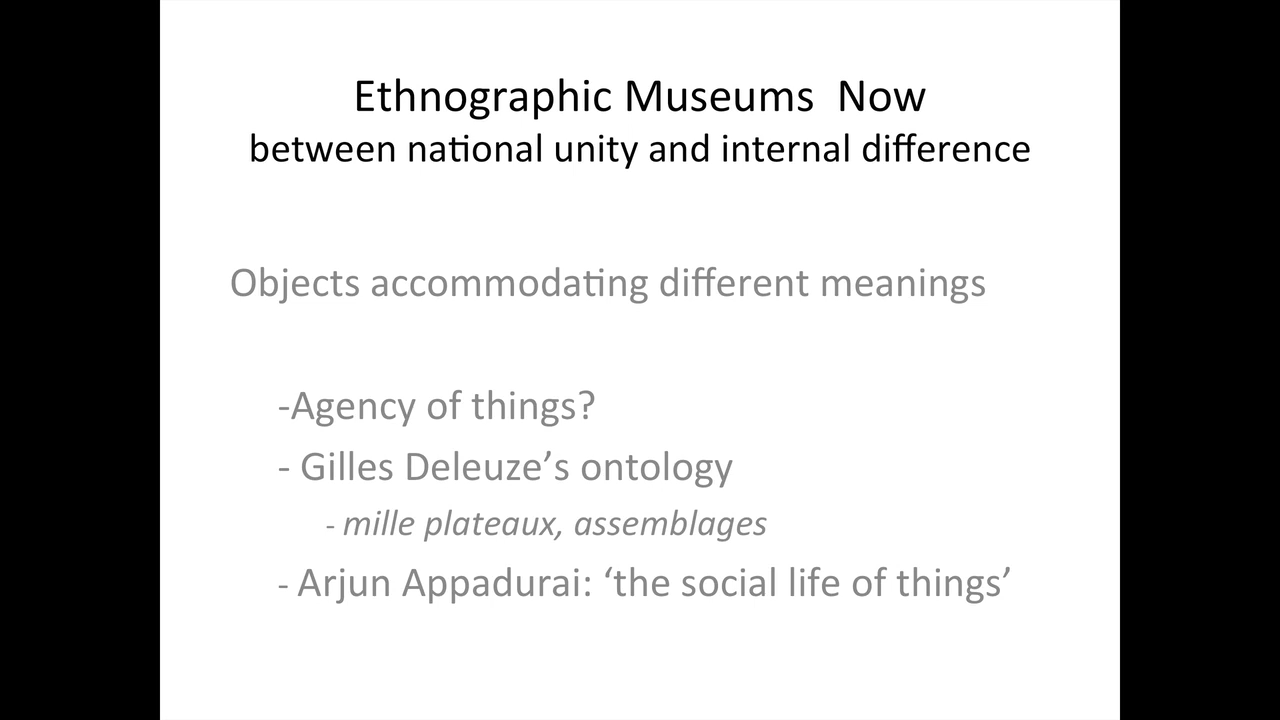 Ethnographic Museums  Now
between national unity and internal difference
Objects accommodating different meanings
-Agency of things?
- Gilles Deleuze’s ontology
- mille plateaux, assemblages
- Arjun Appadurai: ‘the social life of things’